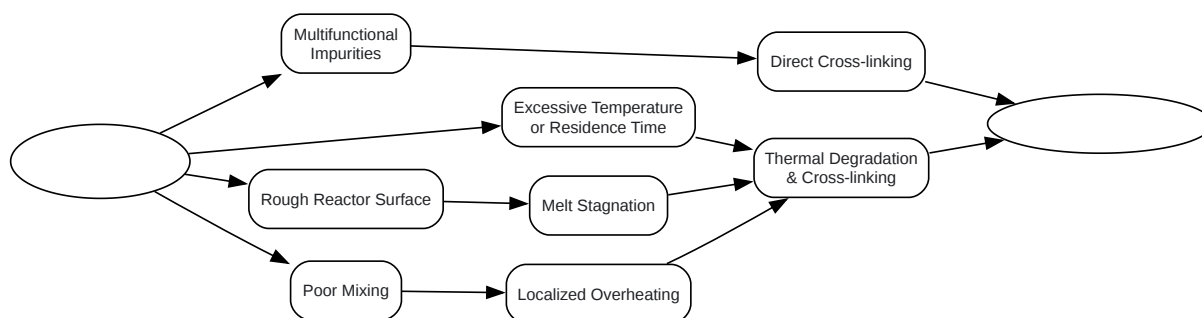 Multifunctional
Impurities
Direct Cross-linking
Excessive Temperature
or Residence Time
Thermal Degradation
& Cross-linking
Rough Reactor Surface
Melt Stagnation
Poor Mixing
Localized Overheating